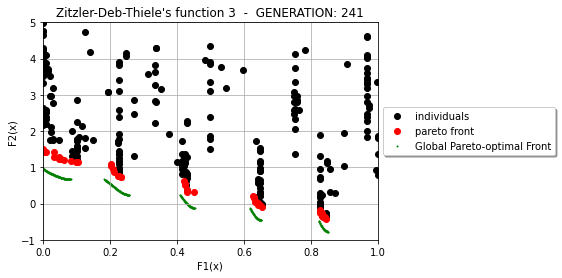 Zitzler-Deb-Thiele's function 3 - GENERATION: 241
5
4
3
2
1
0
−1
F2(x)
0.0 0.2 0.4 0.6 0.8 1.0
F1(x)
individuals
pareto front
Global Pareto-optimal Front